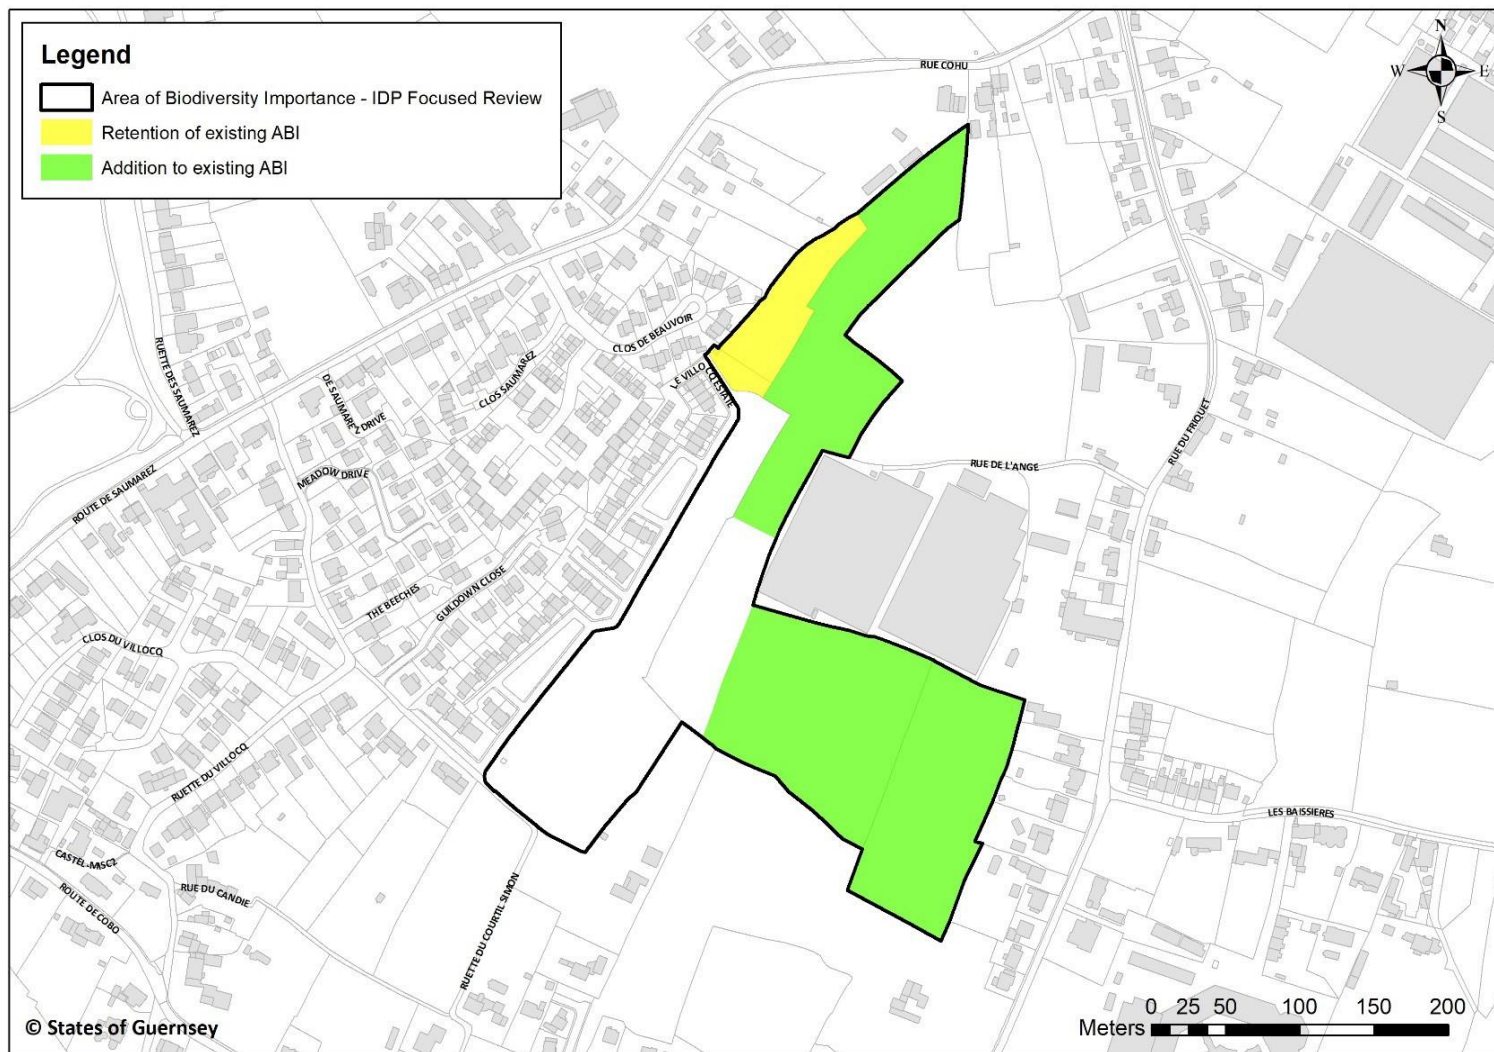 Legend
Area of Biodiversity Importance - IDP Focused Review
Retention of existing ABI
Addition to existing ABI
N
W
E
S
RUE COHU
RUETTE DES SAUMAREZ
CLOS DE BEAUVOIR
LE VILLOCQ ESTATE
CLOS SAUMAREZ
DE SAUMAREZ DRIVE
MEADOW DRIVE
ROUTE DE SAUMAREZ
RUE DU FRIQUET
RUE DE L'ANGE
THE BEECHES
GUILDOWN CLOSE
CLOS DU VILLOCQ
RUETTE DU VILLOCQ
LES BAISSIERES
CASTEL-MISC2
RUE DU CANDIE
ROUTE DE COBO
RUETTE DU COURTIL SIMON
© States of Guernsey
0 25 50 100 150 200
Meters